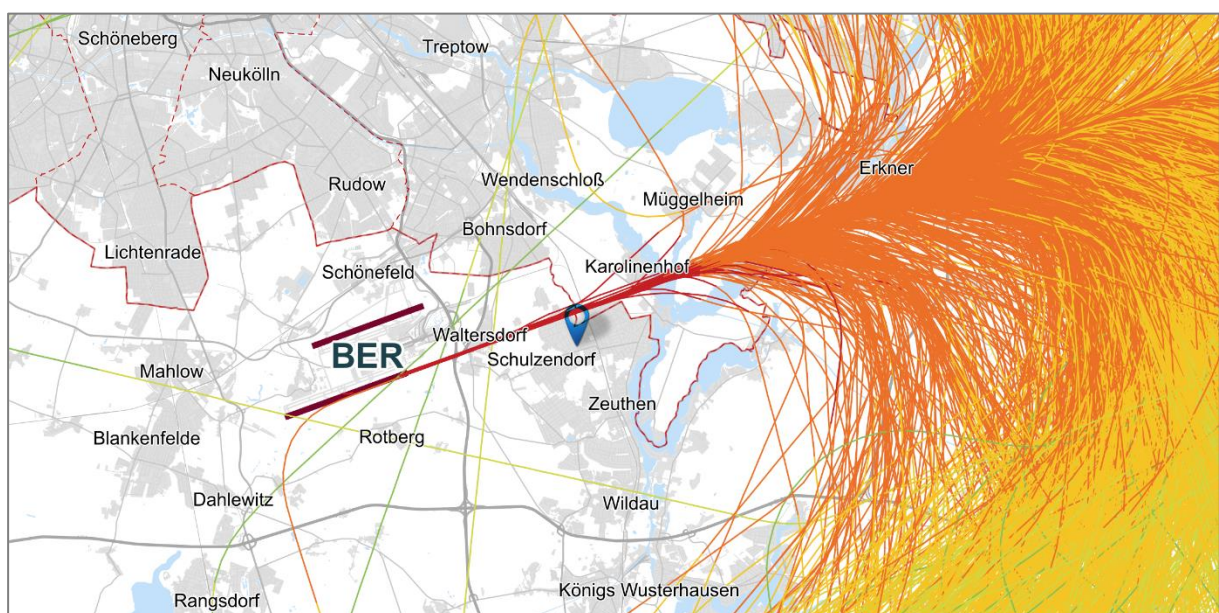 Schöneberg
Treptow
Neukölln
Erkner
Wendenschloß
Rudow
Müggelheim
Bohnsdorf
Lichtenrade
Karolinenhof
Schönefeld
Waltersdorf
BER
Schulzendorf
Mahlow
Zeuthen
Blankenfelde
Rotberg
Dahlewitz
Wildau
Königs Wusterhausen
Rangsdorf